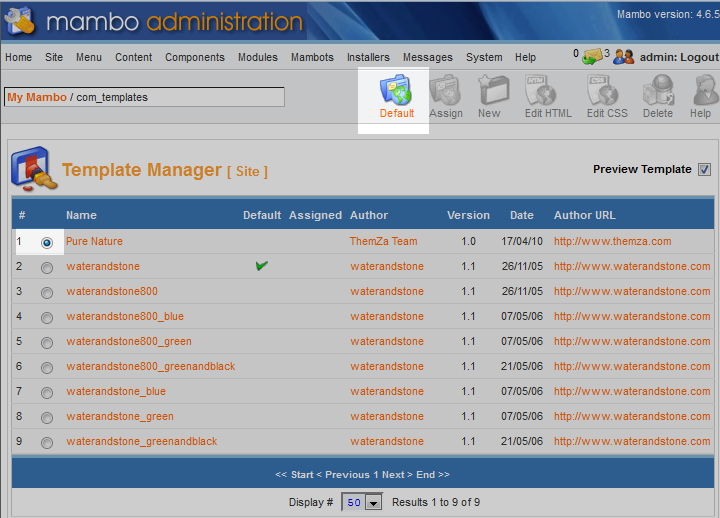 mambo administration
Mambo version: 4.6.5
Home Site Menu Content Components Modules Mambots Installers Messages System Help 0 3 admin: Logout
My Mambo / com_templates
Default Assign New Edit HTML Edit CSS Delete Help
Template Manager [ Site ]
Preview Template
# Name Default Assigned Author Version Date Author URL
1 Pure Nature ThemZa Team 1.0 17/04/10 http://www.themza.com
2 waterandstone waterandstone 1.1 26/11/05 http://www.waterandstone.com
3 waterandstone800 waterandstone 1.1 26/11/05 http://www.waterandstone.com
4 waterandstone800_blue waterandstone 1.1 07/05/06 http://www.waterandstone.com
5 waterandstone800_green waterandstone 1.1 07/05/06 http://www.waterandstone.com
6 waterandstone800_greenandblack waterandstone 1.1 21/05/06 http://www.waterandstone.com
7 waterandstone_blue waterandstone 1.1 07/05/06 http://www.waterandstone.com
8 waterandstone_green waterandstone 1.1 07/05/06 http://www.waterandstone.com
9 waterandstone_greenandblack waterandstone 1.1 21/05/06 http://www.waterandstone.com
<< Start < Previous 1 Next > End >>
Display # 50 Results 1 to 9 of 9